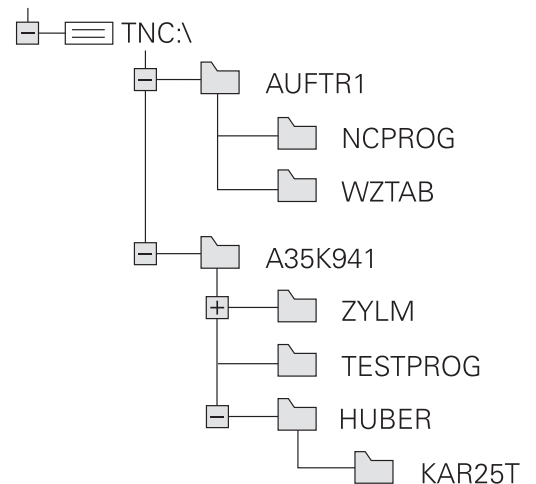 TNC:\
AUFTR1
NCPROG
WZTAB
A35K941
ZYLM
TESTPROG
HUBER
KAR25T